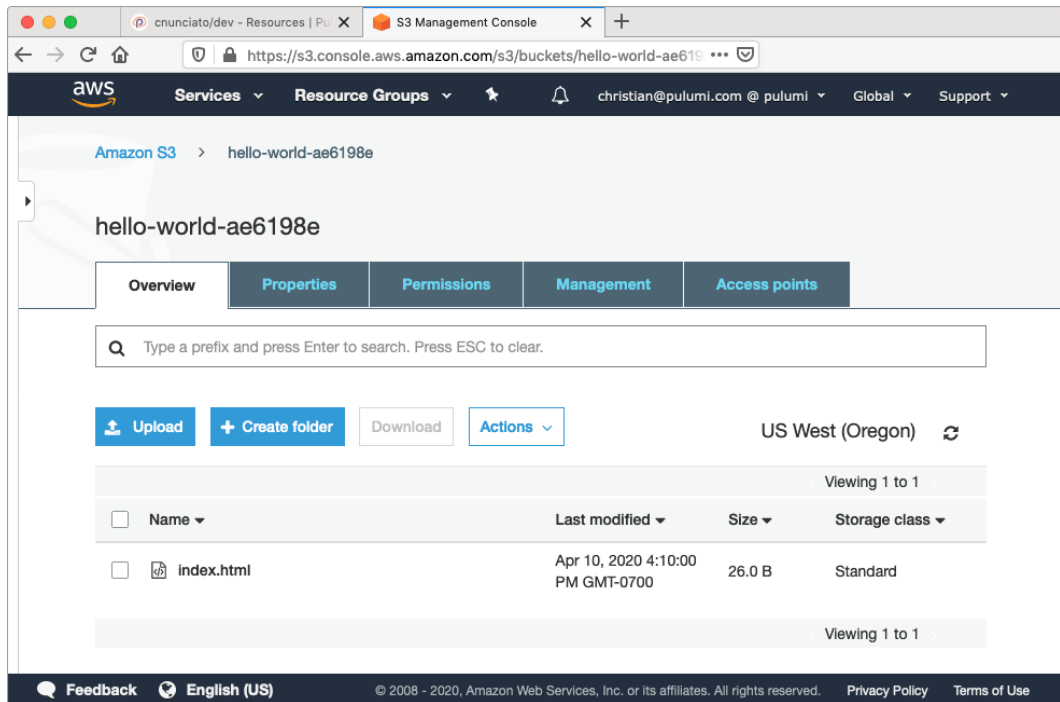 cnunciato/dev - Resources | Pu
S3 Management Console
https://s3.console.aws.amazon.com/s3/buckets/hello-world-ae619
aws Services Resource Groups christian@pulumi.com @ pulumi Global Support
Amazon S3 > hello-world-ae6198e
hello-world-ae6198e
Overview Properties Permissions Management Access points
Type a prefix and press Enter to search. Press ESC to clear.
Upload + Create folder Download Actions US West (Oregon)
Viewing 1 to 1
Name Last modified Size Storage class
index.html Apr 10, 2020 4:10:00 26.0 B Standard
PM GMT-0700
Viewing 1 to 1
Feedback English (US) © 2008 - 2020, Amazon Web Services, Inc. or its affiliates. All rights reserved. Privacy Policy Terms of Use